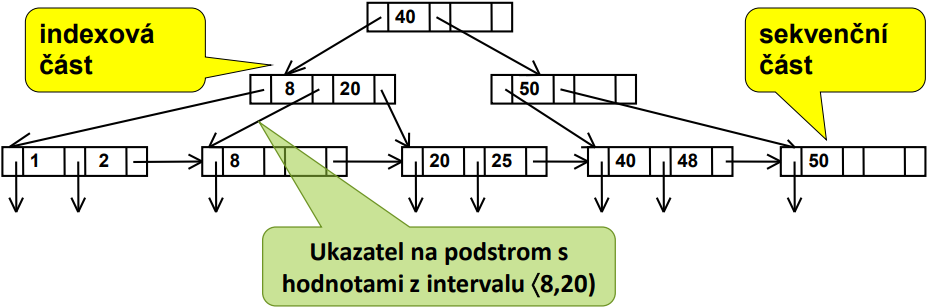 indexová
část
40
sekvenční
část
8 20
50
1 2
8
20 25
40 48
50
Ukazatel na podstrom s
hodnotami z intervalu ⟨8,20)